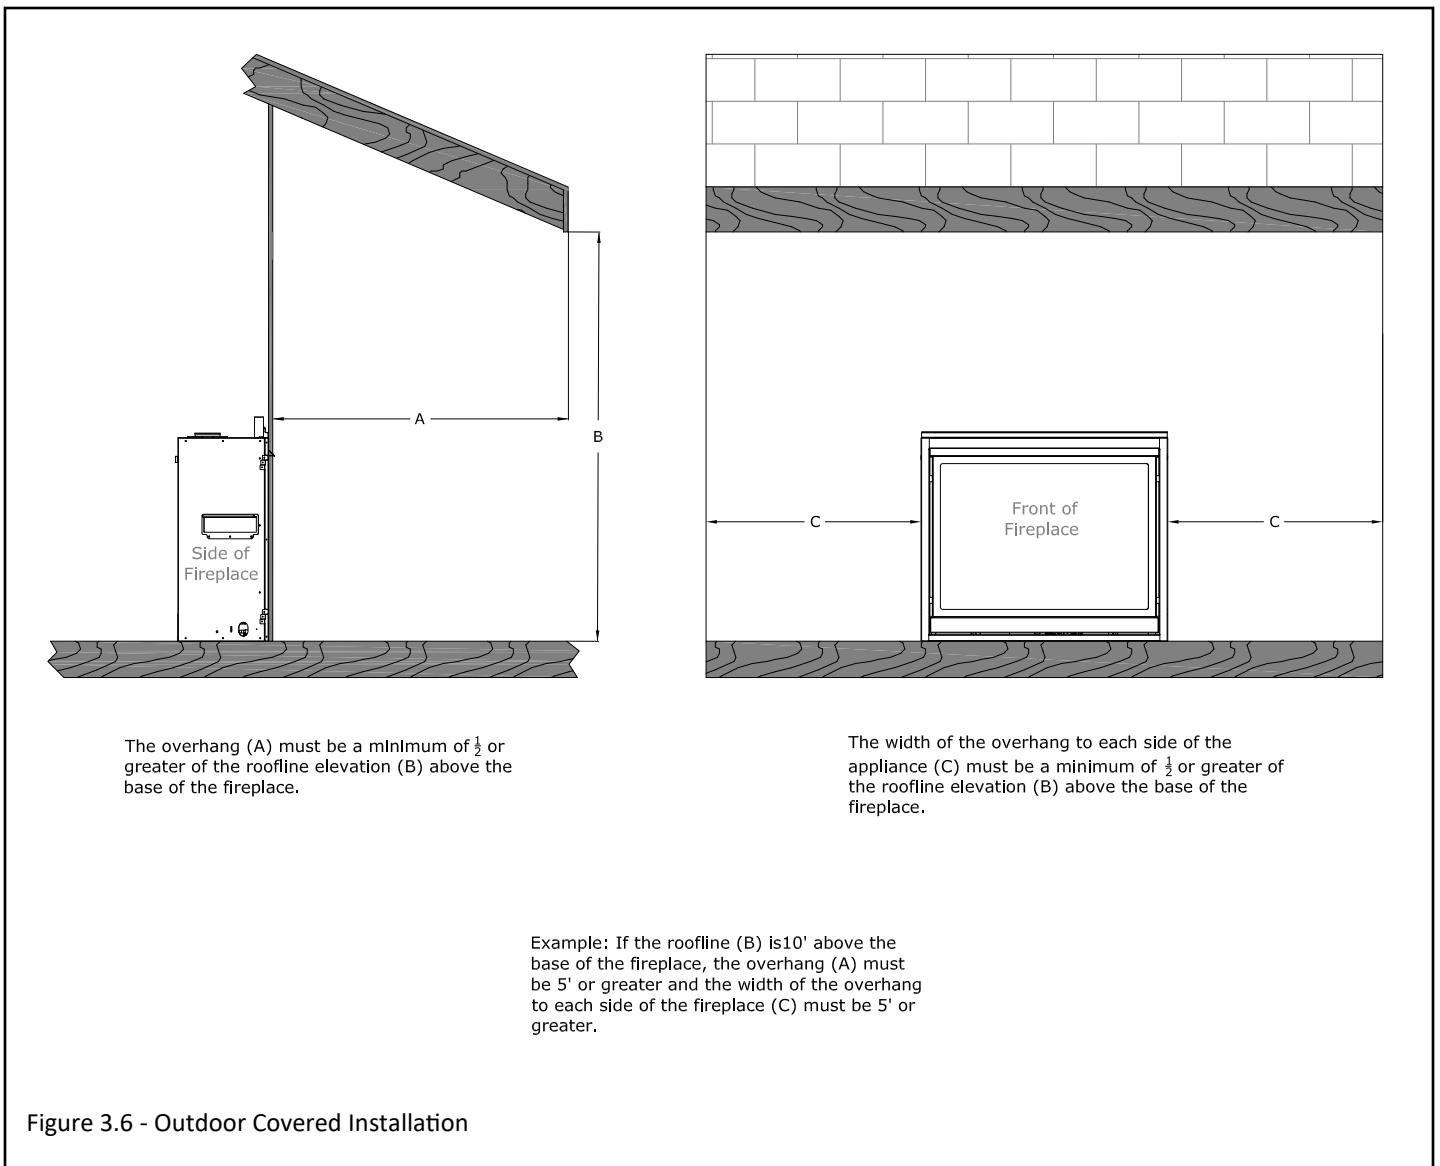 A
B
Side of
Fireplace
C
Front of
Fireplace
C
The overhang (A) must be a minimum of 1/2 or
greater of the roofline elevation (B) above the
base of the fireplace.
The width of the overhang to each side of the
appliance (C) must be a minimum of 1/2 or greater of
the roofline elevation (B) above the base of the
fireplace.
Example: If the roofline (B) is10' above the
base of the fireplace, the overhang (A) must
be 5' or greater and the width of the overhang
to each side of the fireplace (C) must be 5' or
greater.
Figure 3.6 - Outdoor Covered Installation